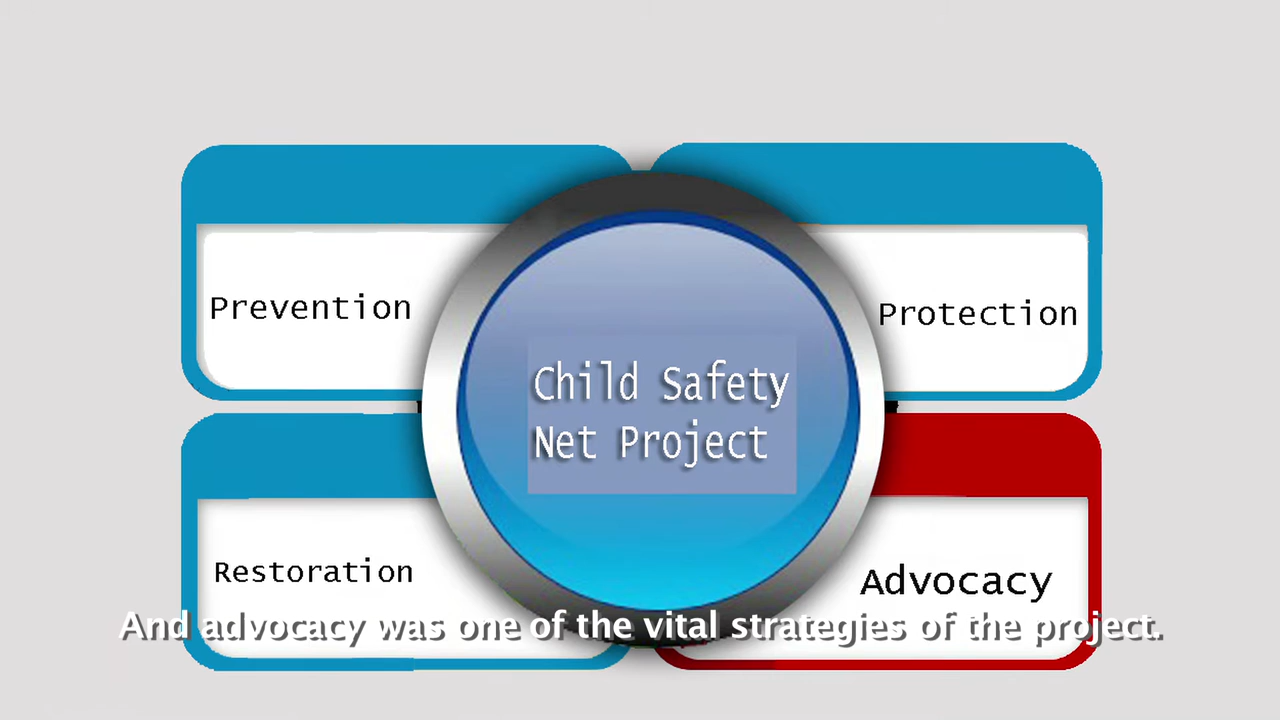 Prevention
Protection
Child Safety
Net Project
Restoration
Advocacy
And advocacy was one of the vital strategies of the project.